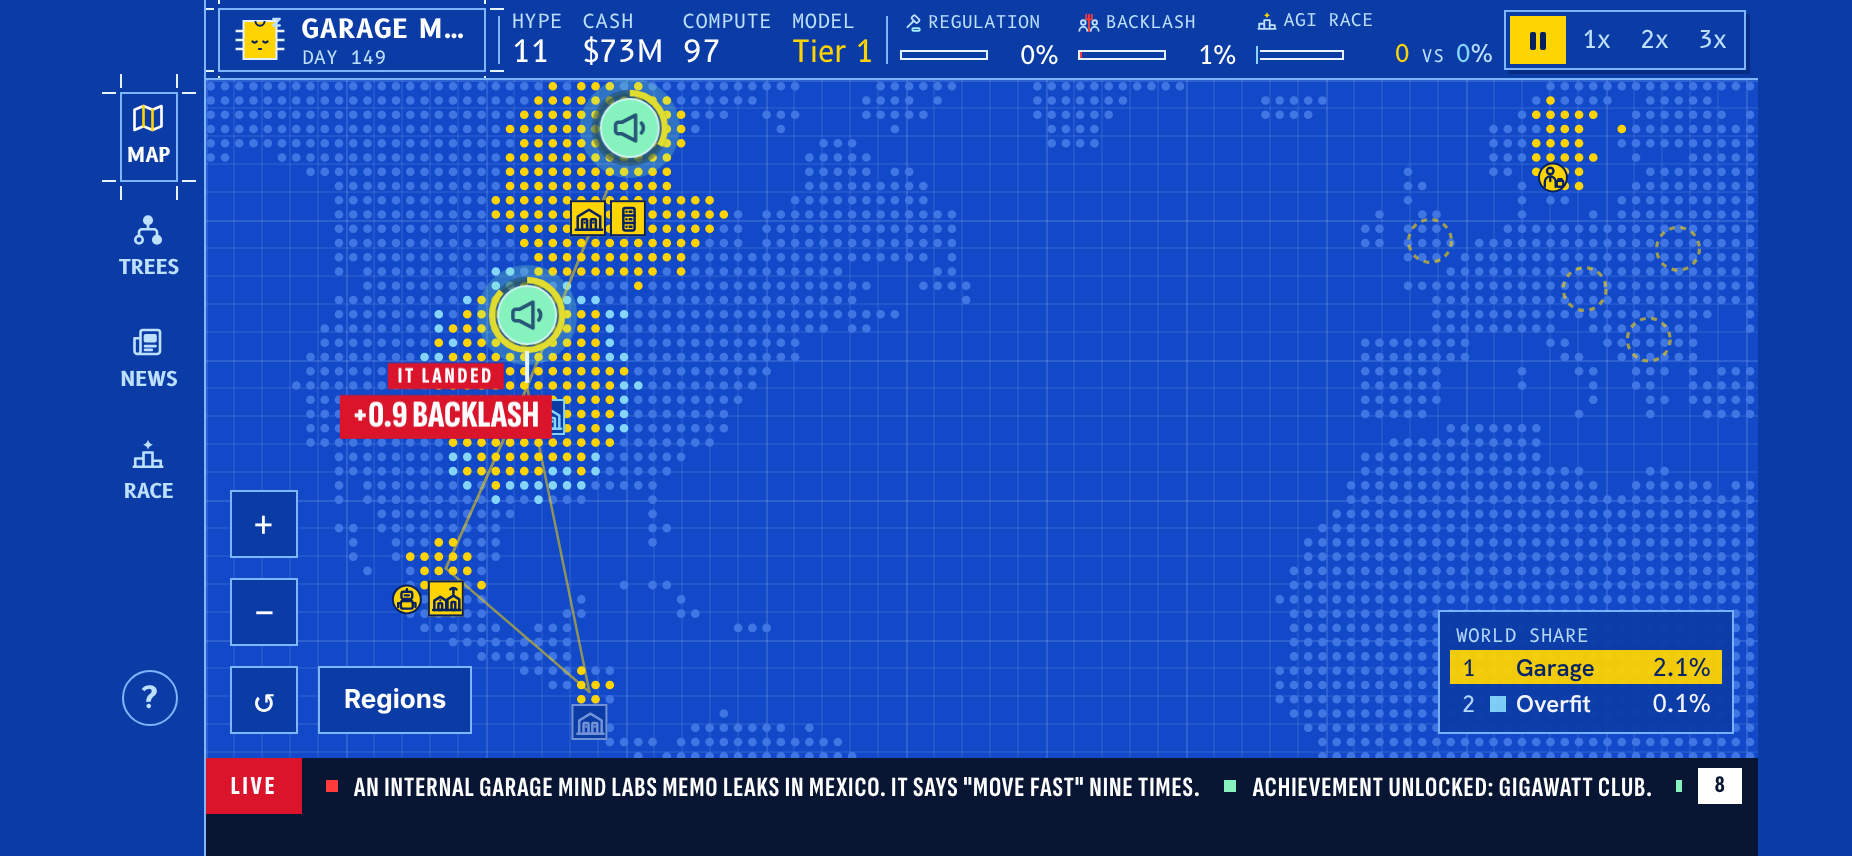 GARAGE M...
DAY 149
HYPE
11
CASH
$73M
COMPUTE
97
MODEL
Tier 1
REGULATION
0%
BACKLASH
1%
AGI RACE
0 VS 0%
1x
2x
3x
MAP
TREES
NEWS
RACE
?
IT LANDED
+0.9 BACKLASH
+
−
↺
Regions
WORLD SHARE
1 Garage 2.1%
2 Overfit 0.1%
LIVE
AN INTERNAL GARAGE MIND LABS MEMO LEAKS IN MEXICO. IT SAYS "MOVE FAST" NINE TIMES.
ACHIEVEMENT UNLOCKED: GIGAWATT CLUB.
8